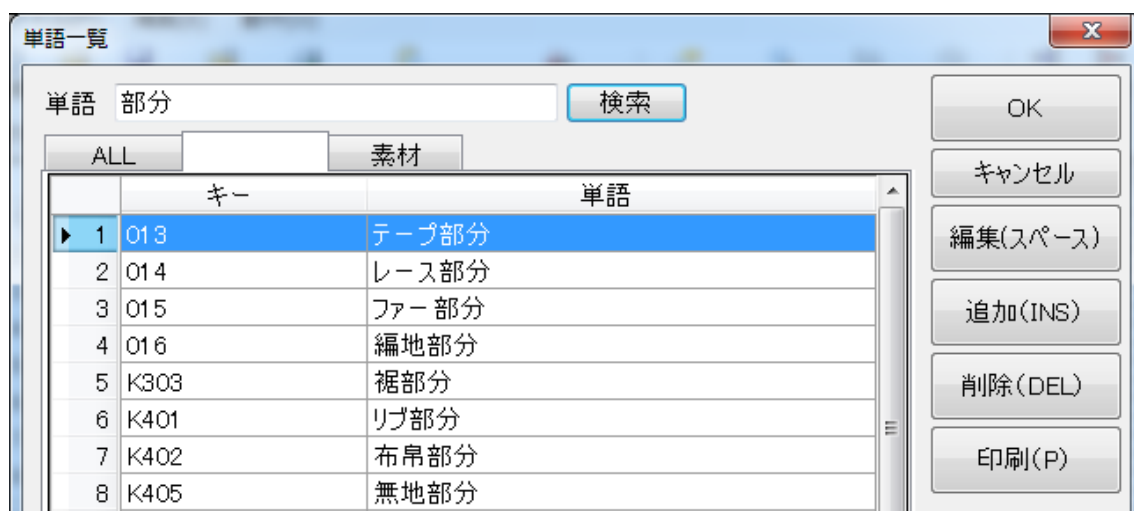 単語一覧
単語 部分 検索
ALL 素材
キー 単語
1 013 テープ部分
2 014 レース部分
3 015 ファー部分
4 016 編地部分
5 K303 裾部分
6 K401 リブ部分
7 K402 布帛部分
8 K405 無地部分
OK
キャンセル
編集(スペース)
追加(INS)
削除(DEL)
印刷(P)